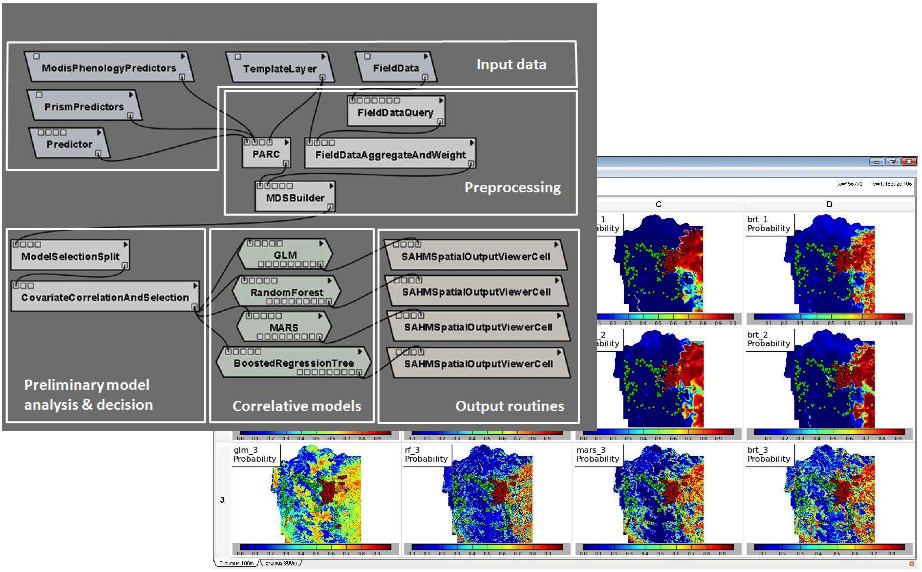 Input data
ModisPhenologyPredictors
TemplateLayer
FieldData
PrismPredictors
FieldDataQuery
Predictor
PARC
FieldDataAggregateAndWeight
Preprocessing
MDSBuilder
ModelSelectionSplit
CovariateCorrelationAndSelection
GLM
RandomForest
MARS
BoostedRegressionTree
SAHMSpatialOutputViewerCell
SAHMSpatialOutputViewerCell
SAHMSpatialOutputViewerCell
SAHMSpatialOutputViewerCell
Preliminary model
analysis & decision
Correlative models
Output routines
C
D
_1
Probability
brt_1
Probability
_2
Probability
brt_2
Probability
3
glm_3
Probability
rf_3
Probability
mars_3
Probability
brt_3
Probability